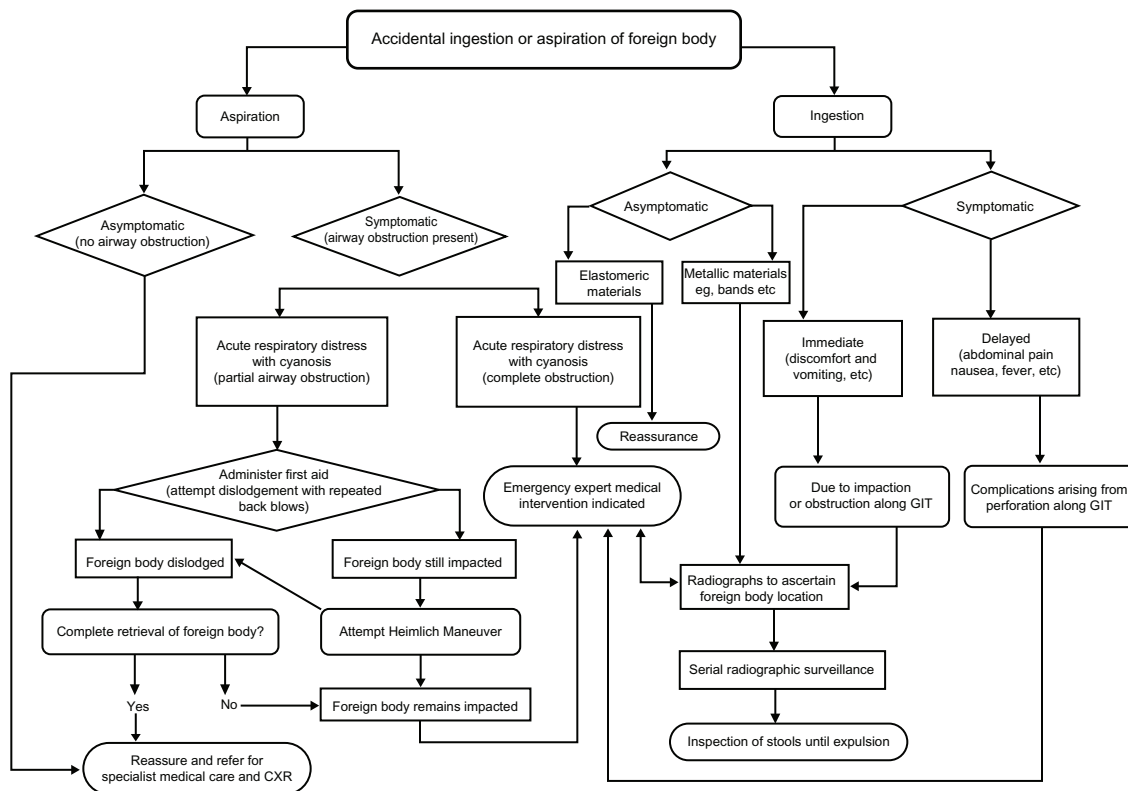 Accidental ingestion or aspiration of foreign body
Aspiration
Ingestion
Asymptomatic
(no airway obstruction)
Symptomatic
(airway obstruction present)
Asymptomatic
Symptomatic
Elastomeric
materials
Metallic materials
eg, bands etc
Acute respiratory distress
with cyanosis
(partial airway obstruction)
Acute respiratory distress
with cyanosis
(complete obstruction)
Immediate
(discomfort and
vomiting, etc)
Delayed
(abdominal pain
nausea, fever, etc)
Reassurance
Administer first aid
(attempt dislodgement with repeated
back blows)
Emergency expert medical
intervention indicated
Due to impaction
or obstruction along GIT
Complications arising from
perforation along GIT
Foreign body dislodged
Foreign body still impacted
Radiographs to ascertain
foreign body location
Complete retrieval of foreign body?
Attempt Heimlich Maneuver
Serial radiographic surveillance
Yes
No
Foreign body remains impacted
Inspection of stools until expulsion
Reassure and refer for
specialist medical care and CXR